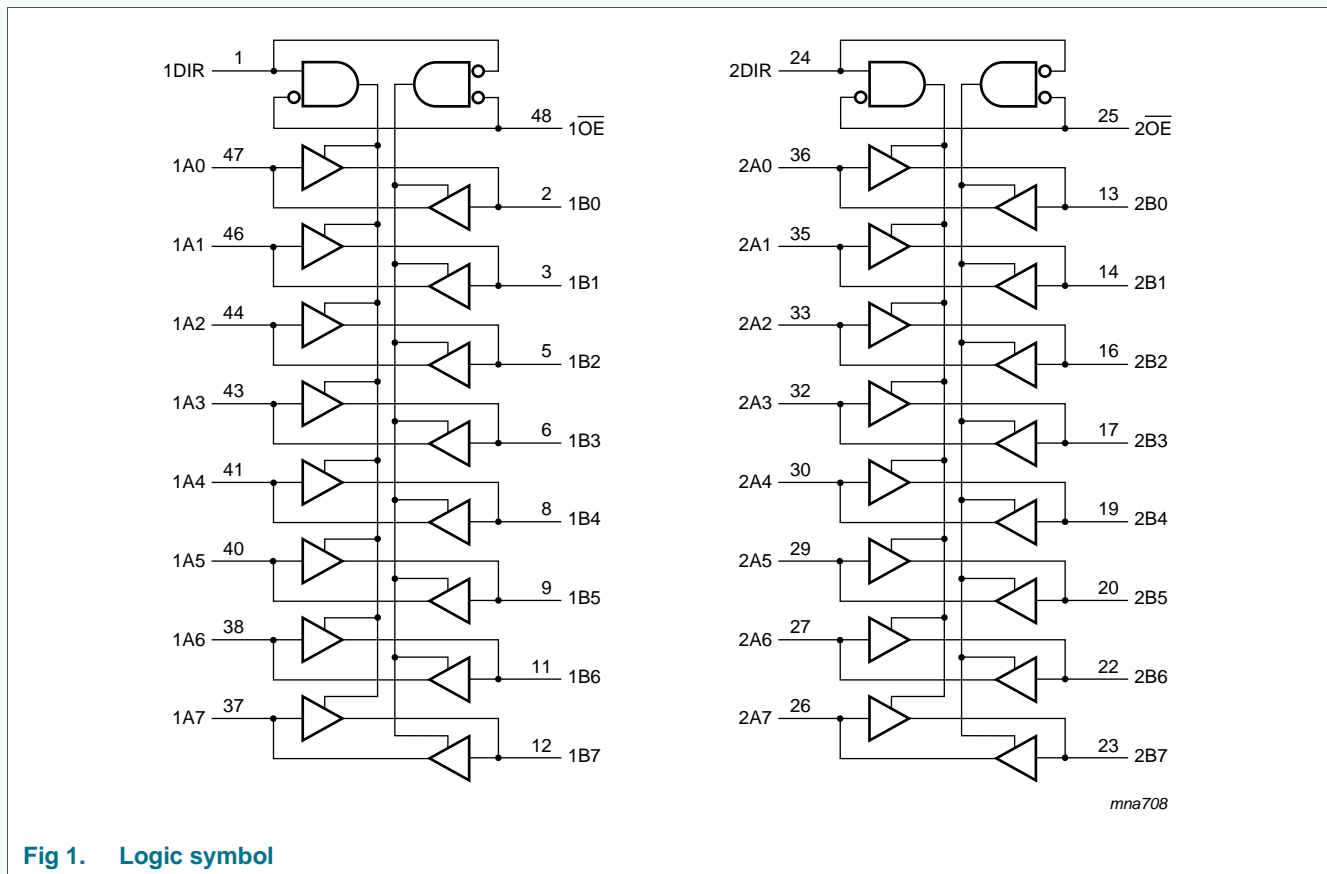 1DIR 1
48 1O̅E̅
1A0 47
2 1B0
1A1 46
3 1B1
1A2 44
5 1B2
1A3 43
6 1B3
1A4 41
8 1B4
1A5 40
9 1B5
1A6 38
11 1B6
1A7 37
12 1B7
2DIR 24
25 2O̅E̅
2A0 36
13 2B0
2A1 35
14 2B1
2A2 33
16 2B2
2A3 32
17 2B3
2A4 30
19 2B4
2A5 29
20 2B5
2A6 27
22 2B6
2A7 26
23 2B7
mna708
Fig 1. Logic symbol